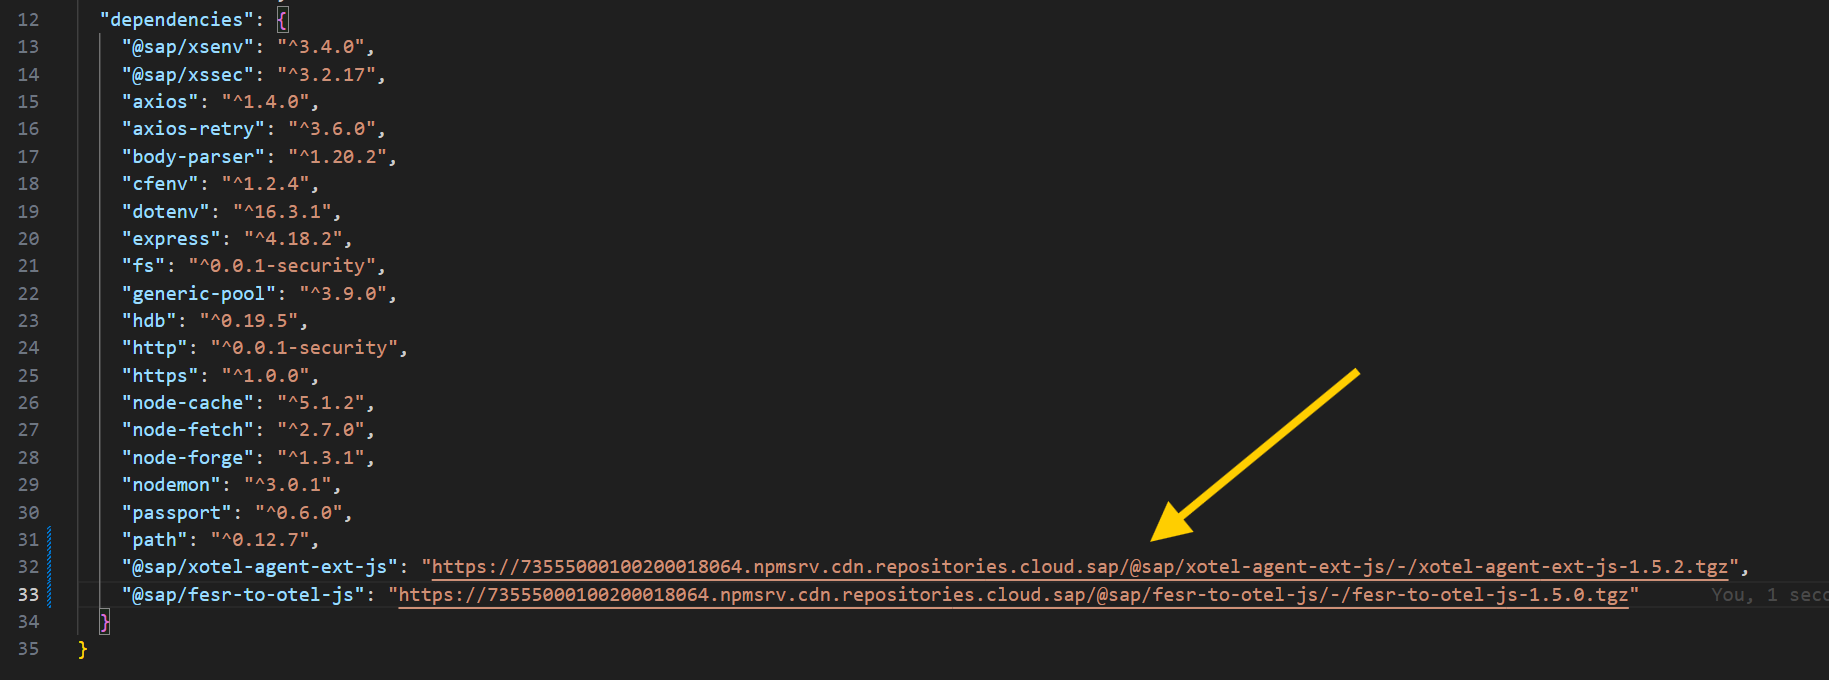 12 "dependencies": {
13 "@sap/xsenv": "^3.4.0",
14 "@sap/xssec": "^3.2.17",
15 "axios": "^1.4.0",
16 "axios-retry": "^3.6.0",
17 "body-parser": "^1.20.2",
18 "cfenv": "^1.2.4",
19 "dotenv": "^16.3.1",
20 "express": "^4.18.2",
21 "fs": "^0.0.1-security",
22 "generic-pool": "^3.9.0",
23 "hdb": "^0.19.5",
24 "http": "^0.0.1-security",
25 "https": "^1.0.0",
26 "node-cache": "^5.1.2",
27 "node-fetch": "^2.7.0",
28 "node-forge": "^1.3.1",
29 "nodemon": "^3.0.1",
30 "passport": "^0.6.0",
31 "path": "^0.12.7",
32 "@sap/xotel-agent-ext-js": "https://73555000100200018064.npmsrv.cdn.repositories.cloud.sap/@sap/xotel-agent-ext-js/-/xotel-agent-ext-js-1.5.2.tgz",
33 "@sap/fesr-to-otel-js": "https://73555000100200018064.npmsrv.cdn.repositories.cloud.sap/@sap/fesr-to-otel-js/-/fesr-to-otel-js-1.5.0.tgz" You, 1 seco
34 }
35 }